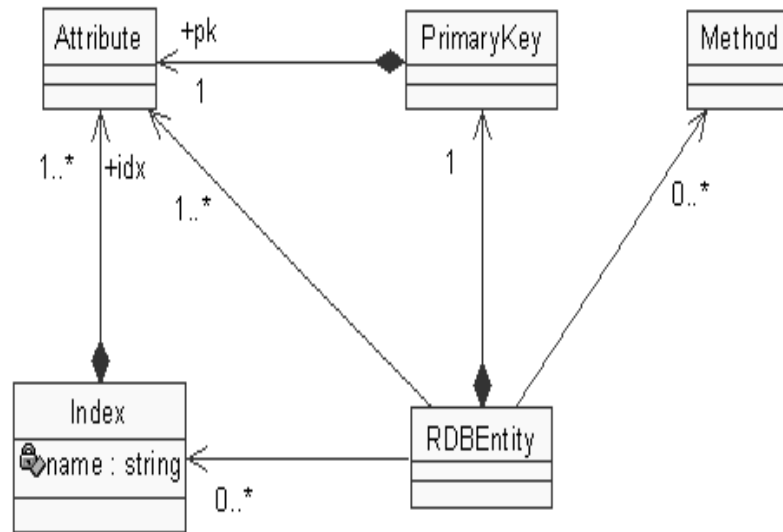 Attribute
+pk
PrimaryKey
Method
1
1..*
+idx
1..*
1
0..*
Index
name : string
RDBEntity
0..*